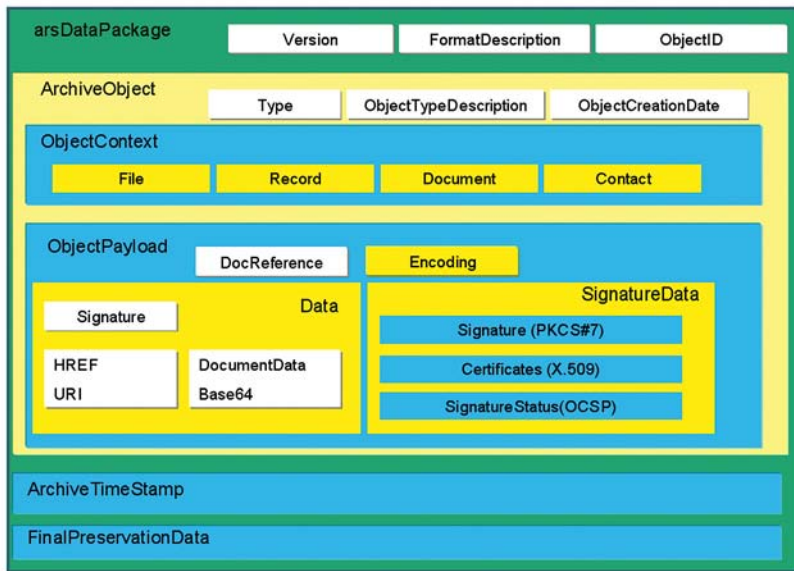 arsDataPackage
Version
FormatDescription
ObjectID
ArchiveObject
Type
ObjectTypeDescription
ObjectCreationDate
ObjectContext
File
Record
Document
Contact
ObjectPayload
DocReference
Encoding
Data
Signature
HREF
URI
DocumentData
Base64
SignatureData
Signature (PKCS#7)
Certificates (X.509)
SignatureStatus(OCSP)
ArchiveTimeStamp
FinalPreservationData